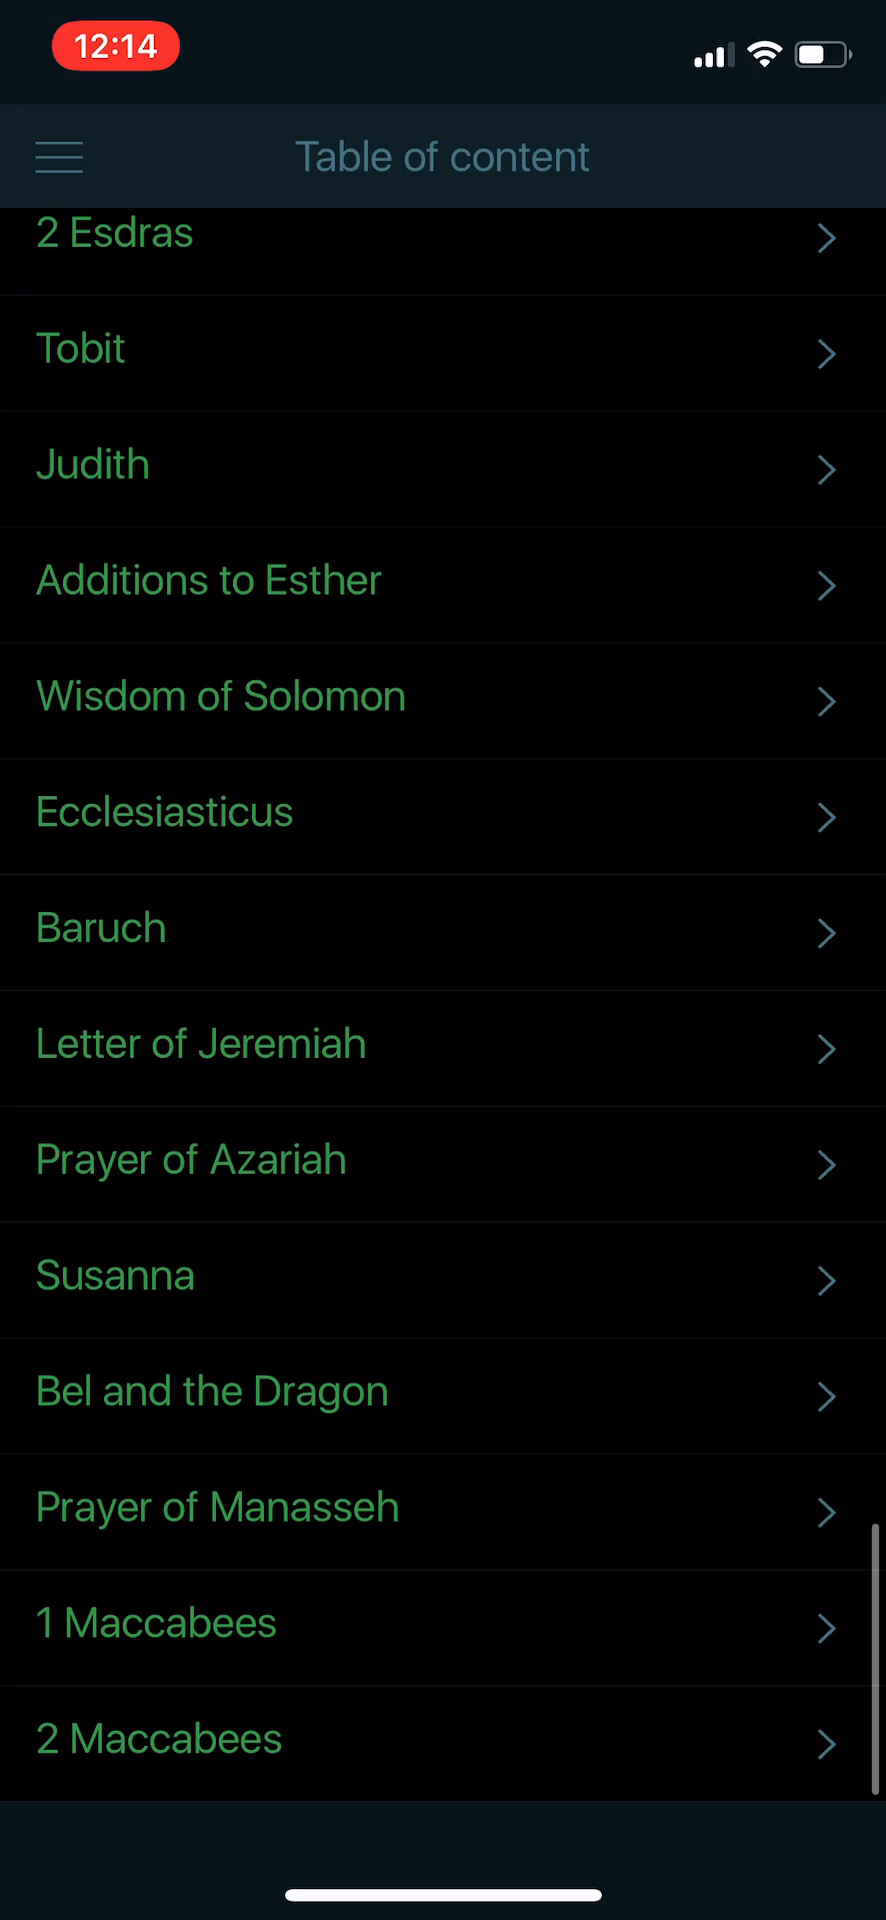 12:14
Table of content
2 Esdras
Tobit
Judith
Additions to Esther
Wisdom of Solomon
Ecclesiasticus
Baruch
Letter of Jeremiah
Prayer of Azariah
Susanna
Bel and the Dragon
Prayer of Manasseh
1 Maccabees
2 Maccabees